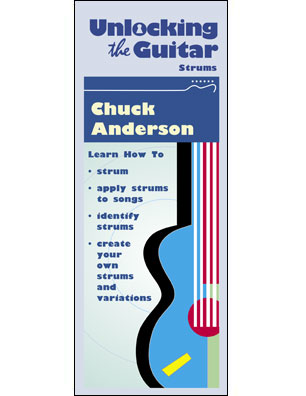 Unlocking
the Guitar
Strums
Chuck
Anderson
Learn How To
• strum
• apply strums
to songs
• identify
strums
• create
your
own
strums
and
variations